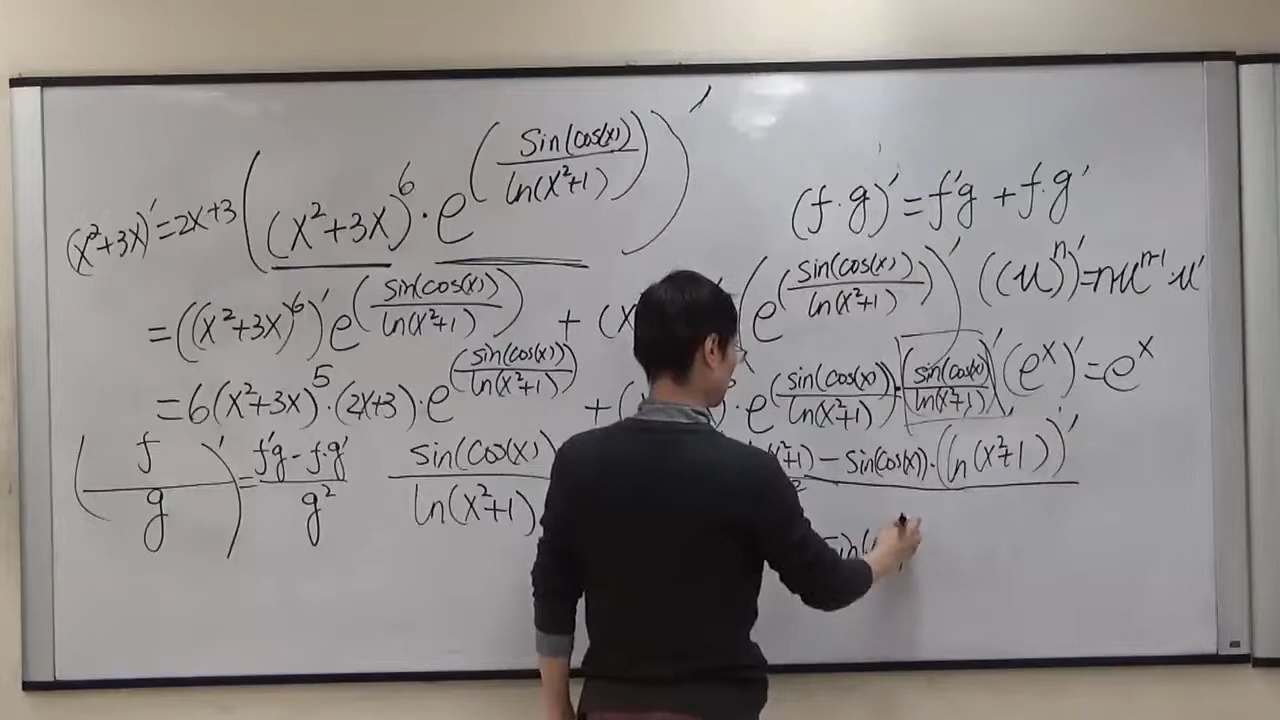 (x²+3x)' = 2x+3
((x²+3x)⁶ · e^(sin(cos(x))/ln(x²+1)))'
(f·g)' = f'g + f·g'
= ((x²+3x)⁶)' e^(sin(cos(x))/ln(x²+1)) + (x (e^(sin(cos(x))/ln(x²+1)))'
((u)ⁿ)' = nuⁿ⁻¹·u'
= 6(x²+3x)⁵·(2x+3)·e^(sin(cos(x))/ln(x²+1)) + ( · e^(sin(cos(x))/ln(x²+1)) · (sin(cos(x))/ln(x²+1))'
(eˣ)' = eˣ
(f/g)' = (f'g - f·g')/g²
sin(cos(x))/ln(x²+1)
(x²+1) - sin(cos(x))·(ln(x²+1))'
sin(